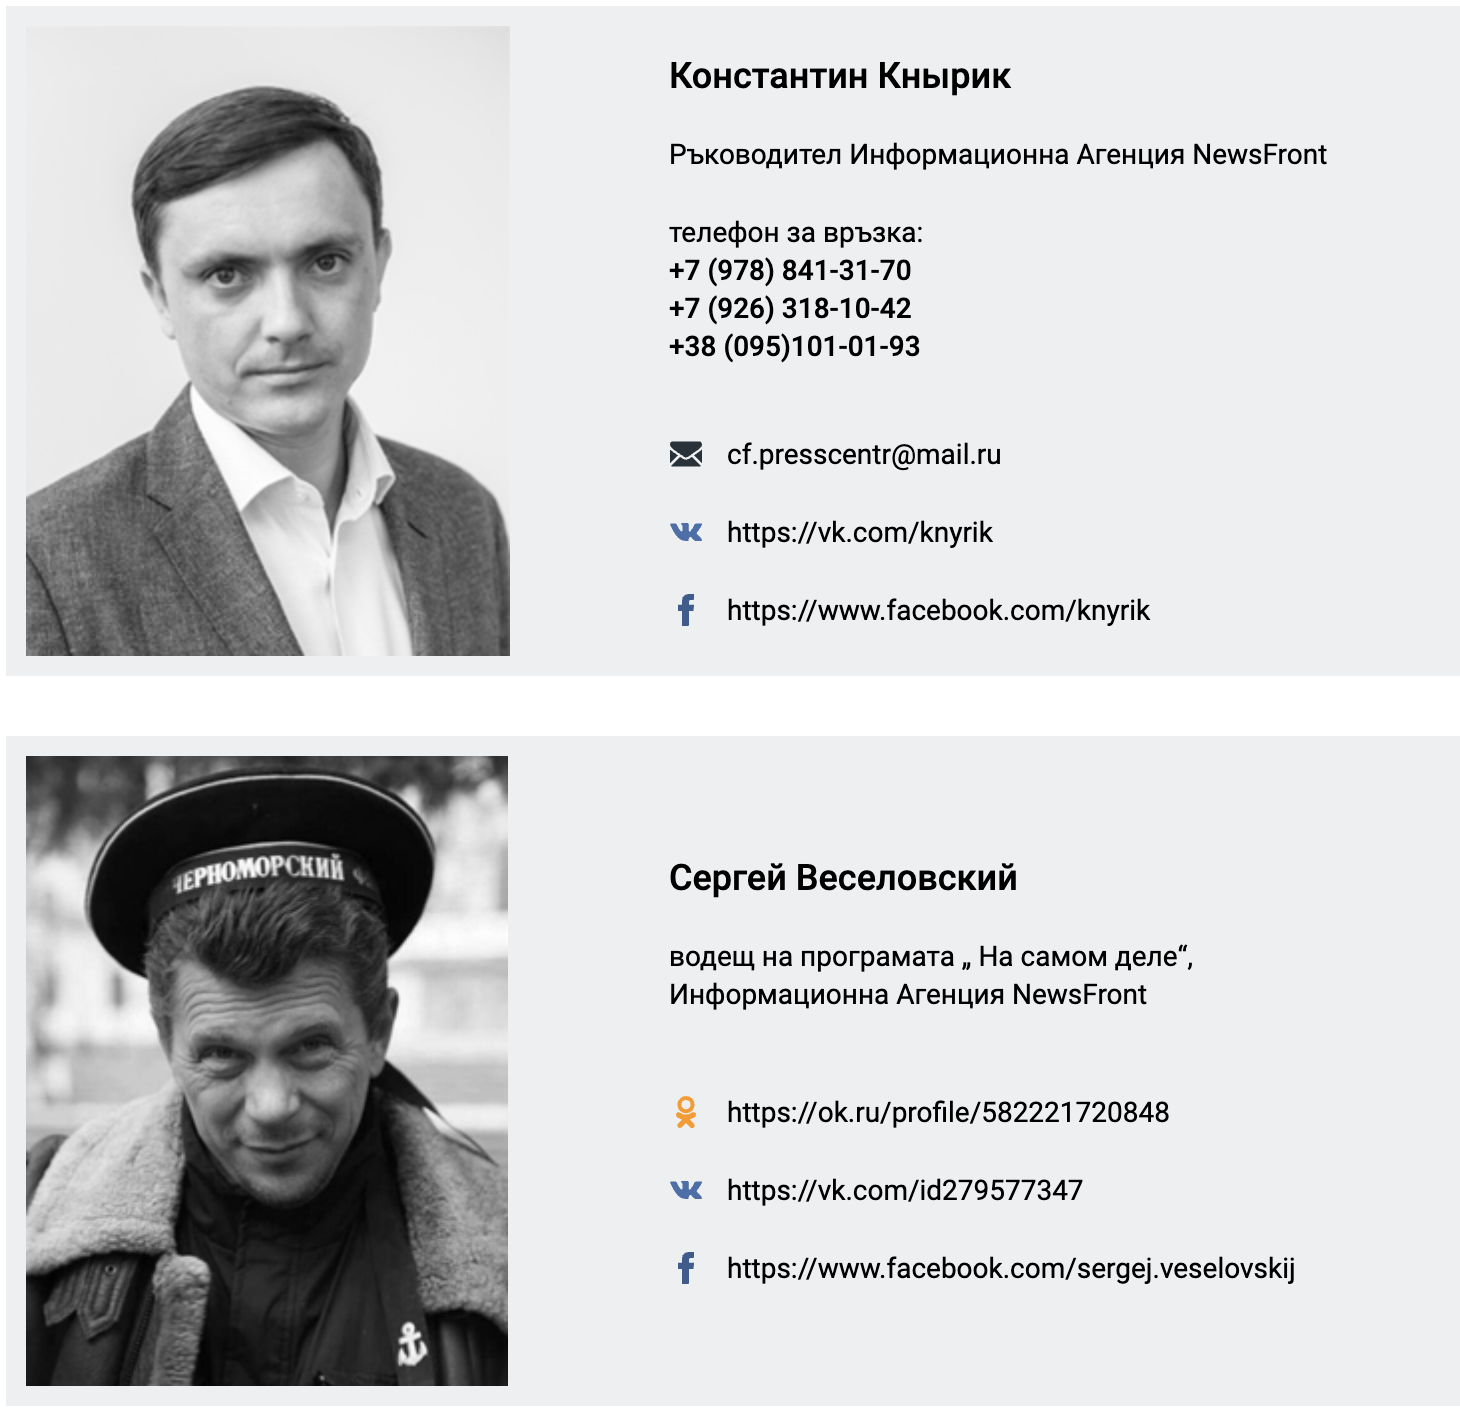 Константин Кнырик
Ръководител Информационна Агенция NewsFront
телефон за връзка:
+7 (978) 841-31-70
+7 (926) 318-10-42
+38 (095)101-01-93
cf.presscentr@mail.ru
https://vk.com/knyrik
f https://www.facebook.com/knyrik
ЧЕРНОМОРСКИЙ
Сергей Веселовский
водещ на програмата „ На самом деле“,
Информационна Агенция NewsFront
https://ok.ru/profile/582221720848
https://vk.com/id279577347
f https://www.facebook.com/sergej.veselovskij